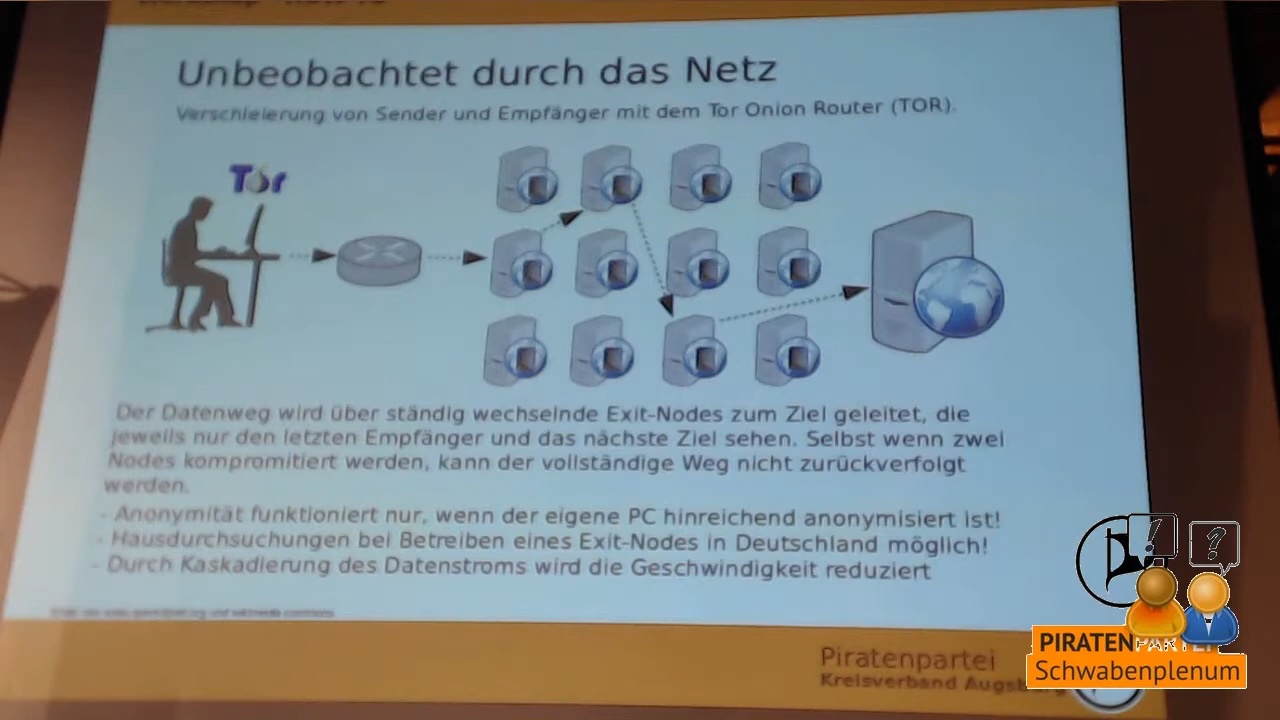 Unbeobachtet durch das Netz
Verschleierung von Sender und Empfänger mit dem Tor Onion Router (TOR).
Tor
Der Datenweg wird über ständig wechselnde Exit-Nodes zum Ziel geleitet, die
jeweils nur den letzten Empfänger und das nächste Ziel sehen. Selbst wenn zwei
Nodes kompromitiert werden, kann der vollständige Weg nicht zurückverfolgt
werden.
- Anonymität funktioniert nur, wenn der eigene PC hinreichend anonymisiert ist!
- Hausdurchsuchungen bei Betreiben eines Exit-Nodes in Deutschland möglich!
- Durch Kaskadierung des Datenstroms wird die Geschwindigkeit reduziert
Piratenpartei
Kreisverband Augsburg
! ?
PIRATENPARTEI
Schwabenplenum